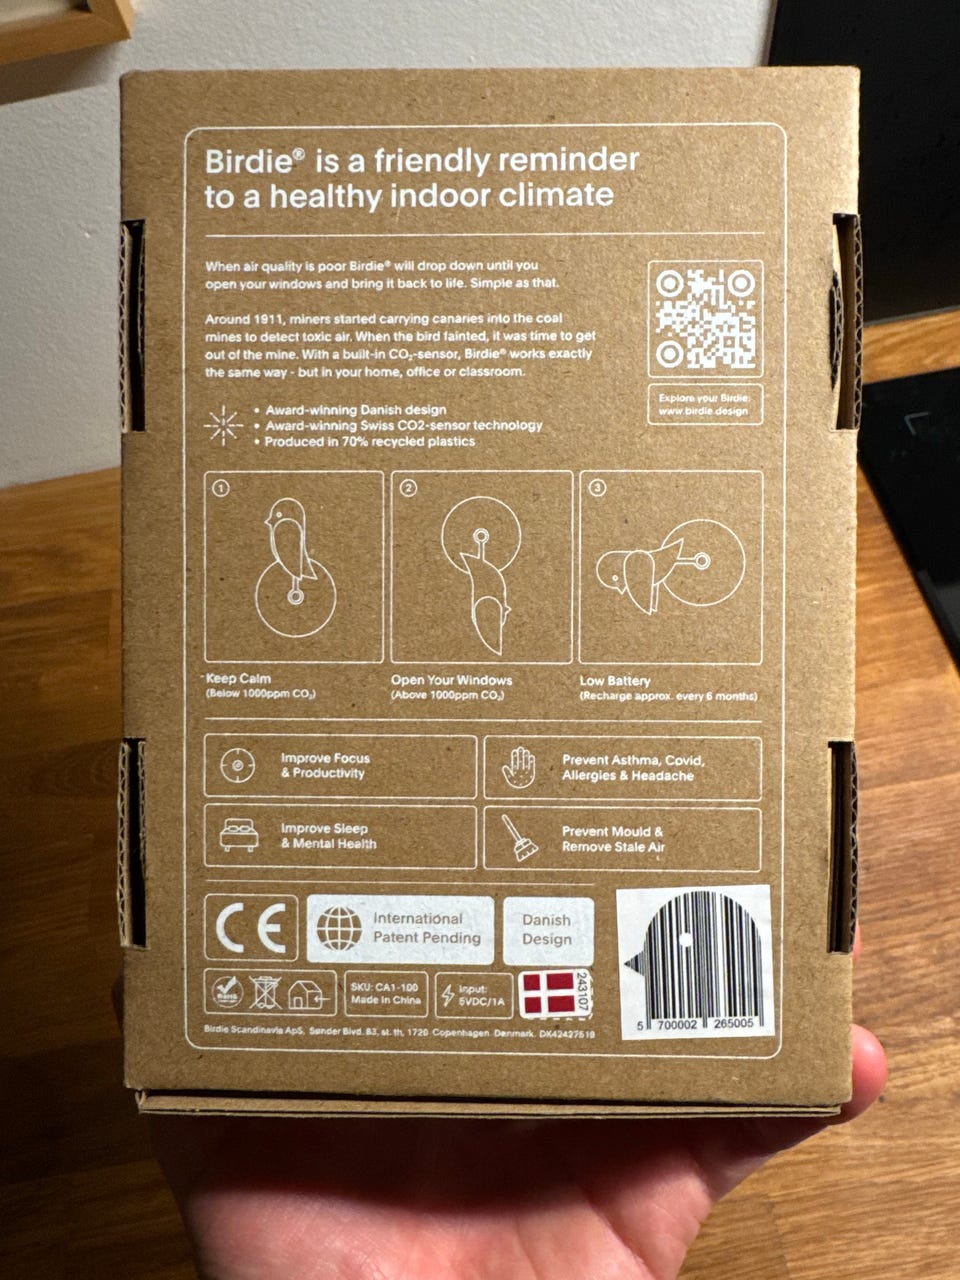 Birdie® is a friendly reminder
to a healthy indoor climate
When air quality is poor Birdie® will drop down until you
open your windows and bring it back to life. Simple as that.
Around 1911, miners started carrying canaries into the coal
mines to detect toxic air. When the bird fainted, it was time to get
out of the mine. With a built-in CO₂-sensor, Birdie® works exactly
the same way - but in your home, office or classroom.
Explore your Birdie:
www.birdie.design
• Award-winning Danish design
• Award-winning Swiss CO2-sensor technology
• Produced in 70% recycled plastics
1
2
3
Keep Calm
(Below 1000ppm CO₂)
Open Your Windows
(Above 1000ppm CO₂)
Low Battery
(Recharge approx. every 6 months)
Improve Focus
& Productivity
Prevent Asthma, Covid,
Allergies & Headache
Improve Sleep
& Mental Health
Prevent Mould &
Remove Stale Air
CE
International
Patent Pending
Danish
Design
RoHS
SKU: CA1-100
Made in China
Input:
5VDC/1A
243107
5 700002 265005
Birdie Scandinavia ApS, Sønder Blvd. 83, st. th, 1720 Copenhagen Denmark. DK42427519